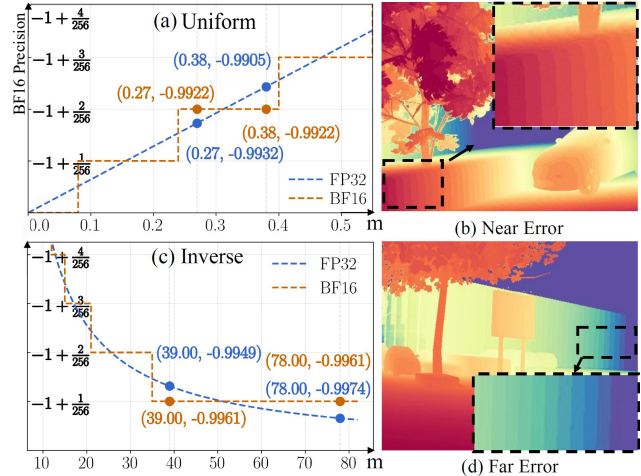 BF16 Precision
(a) Uniform
−1 + 4/256
−1 + 3/256
−1 + 2/256
−1 + 1/256
(0.38, -0.9905)
(0.27, -0.9922)
(0.38, -0.9922)
(0.27, -0.9932)
FP32
BF16
0.0 0.1 0.2 0.3 0.4 0.5 m
(b) Near Error
(c) Inverse
−1 + 4/256
−1 + 3/256
−1 + 2/256
−1 + 1/256
FP32
BF16
(39.00, -0.9949)
(78.00, -0.9961)
(78.00, -0.9974)
(39.00, -0.9961)
10 20 30 40 50 60 70 80 m
(d) Far Error